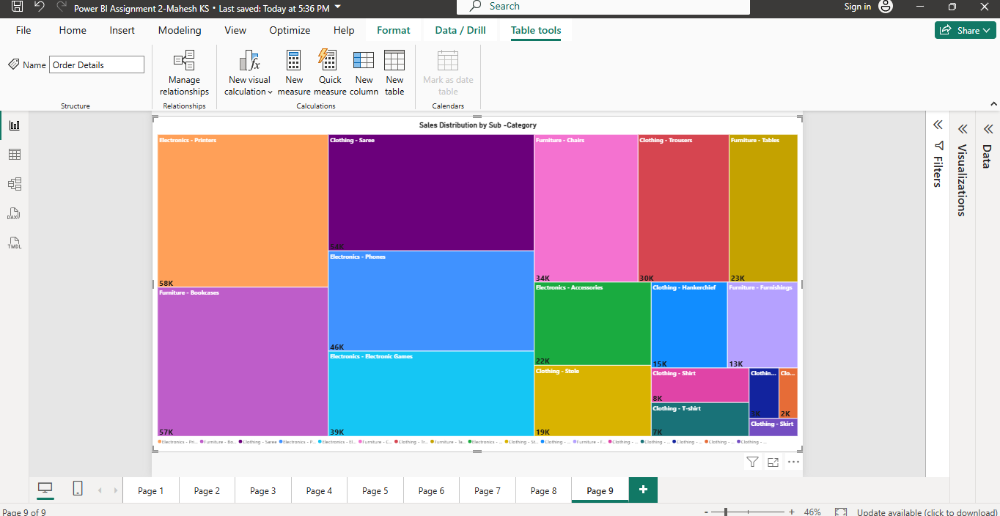 Power BI Assignment 2-Mahesh KS • Last saved: Today at 5:36 PM
Search
Sign in
File Home Insert Modeling View Optimize Help Format Data / Drill Table tools
Share
Name Order Details
Manage relationships
New visual calculation
New measure
Quick measure
New column
New table
Mark as date table
Structure Relationships Calculations Calendars
DAX
TMDL
Sales Distribution by Sub -Category
Electronics - Printers
58K
Furniture - Bookcases
57K
Clothing - Saree
54K
Electronics - Phones
46K
Electronics - Electronic Games
39K
Furniture - Chairs
34K
Clothing - Trousers
30K
Furniture - Tables
23K
Electronics - Accessories
22K
Clothing - Stole
19K
Clothing - Hankerchief
15K
Furniture - Furnishings
13K
Clothing - Shirt
8K
Clothing - T-shirt
7K
Clothin...
3K
Clo...
2K
Clothing - Skirt
Electronics - Pri... Furniture - Bo... Clothing - Saree Electronics - P... Electronics - El... Furniture - C... Clothing - Tr... Furniture - Ta... Electronics - ... Clothing - St... Clothing - ... Furniture - F... Clothing - ... Clothing - ... Clothing - ... Clothing - ... Clothing - ...
Filters
Visualizations
Data
Page 1 Page 2 Page 3 Page 4 Page 5 Page 6 Page 7 Page 8 Page 9 +
Page 9 of 9
- + 46%
Update available (click to download)